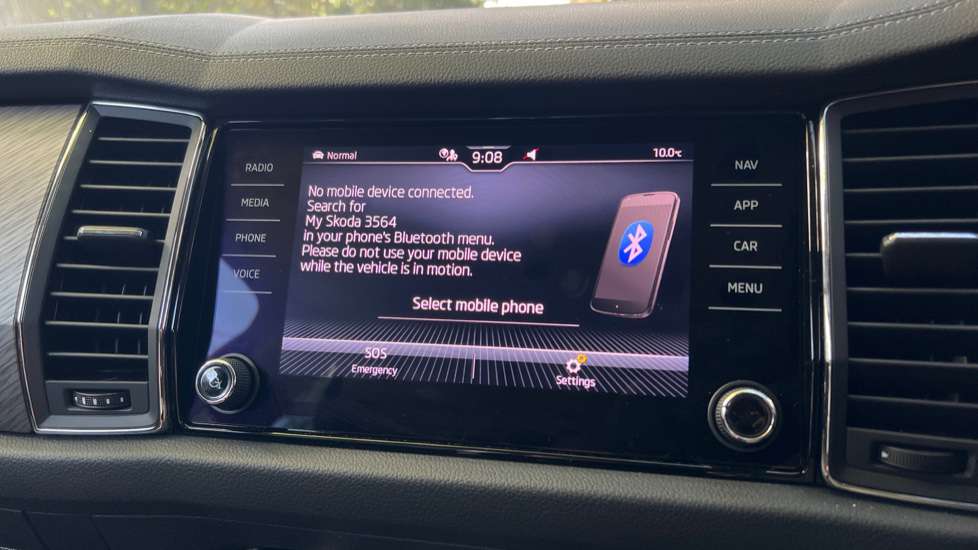 Normal
9:08
10.0°C
RADIO
MEDIA
PHONE
VOICE
No mobile device connected.
Search for
My Skoda 3564
in your phone's Bluetooth menu.
Please do not use your mobile device
while the vehicle is in motion.
Select mobile phone
SOS
Emergency
Settings
NAV
APP
CAR
MENU